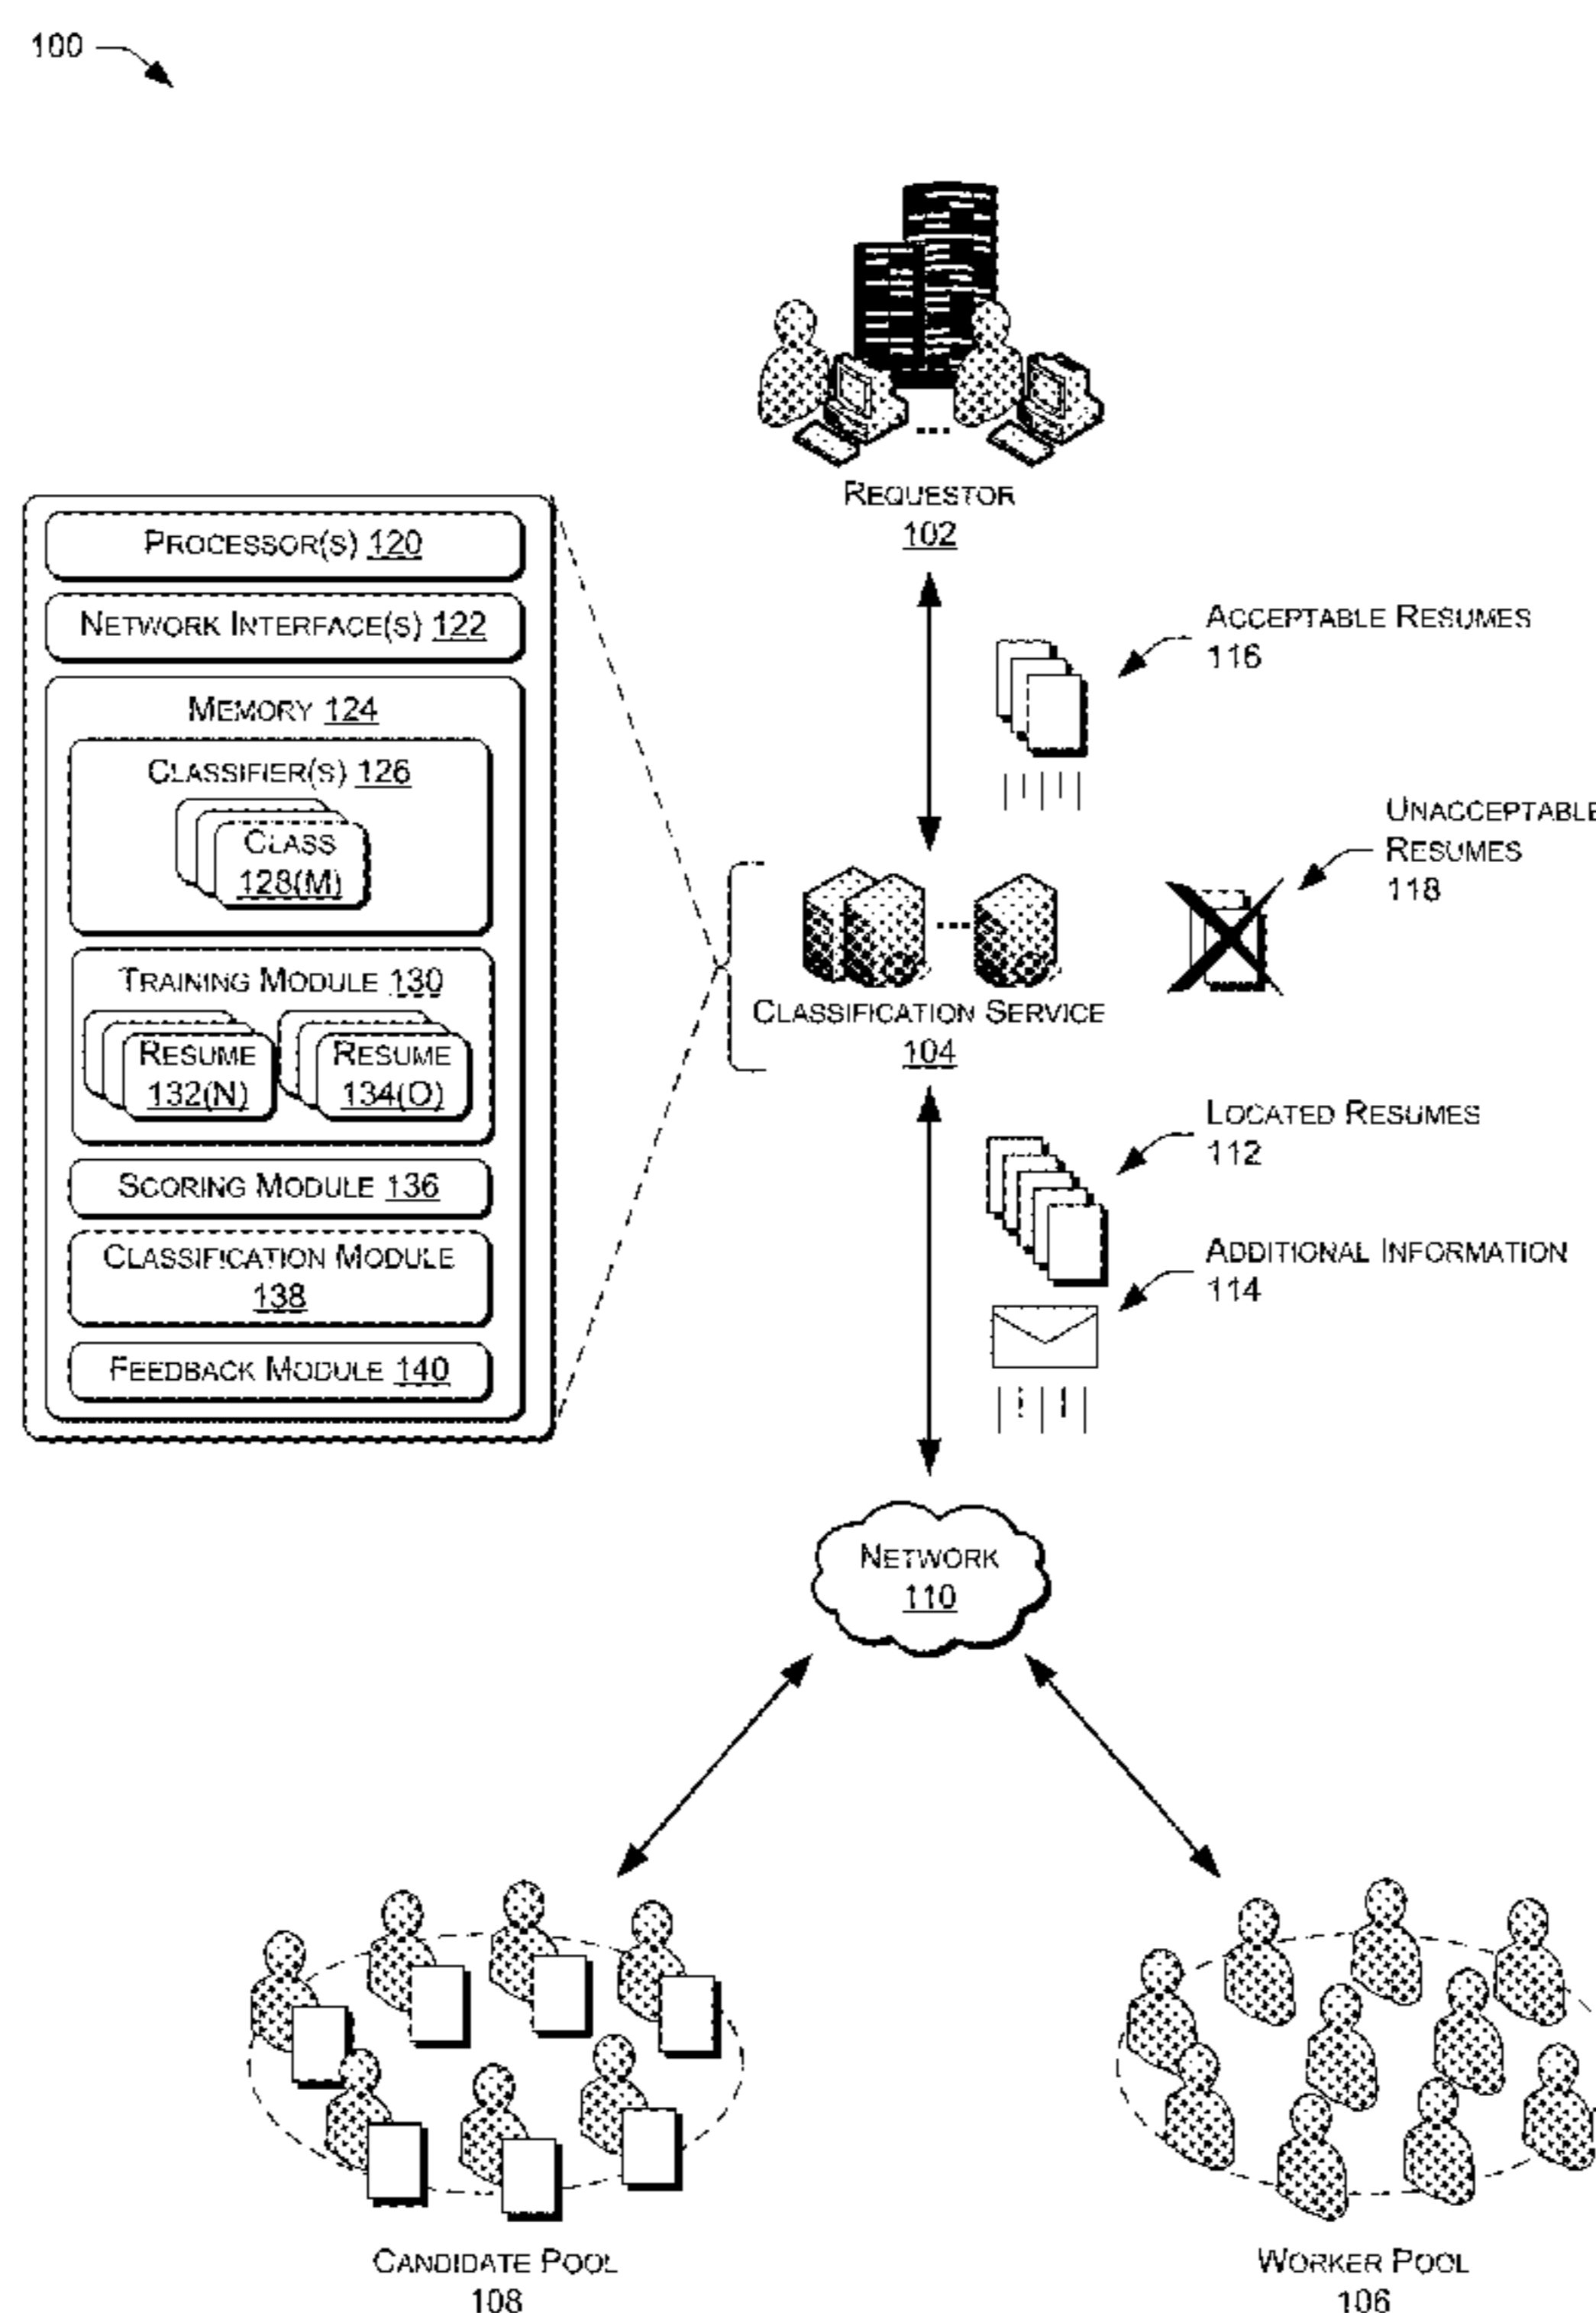 100
REQUESTOR
102
PROCESSOR(S) 120
NETWORK INTERFACE(S) 122
MEMORY 124
CLASSIFIER(S) 126
CLASS
128(M)
TRAINING MODULE 130
RESUME
132(N)
RESUME
134(O)
SCORING MODULE 136
CLASSIFICATION MODULE
138
FEEDBACK MODULE 140
ACCEPTABLE RESUMES
116
UNACCEPTABLE
RESUMES
118
...
...
CLASSIFICATION SERVICE
104
LOCATED RESUMES
112
ADDITIONAL INFORMATION
114
NETWORK
110
CANDIDATE POOL
108
WORKER POOL
106